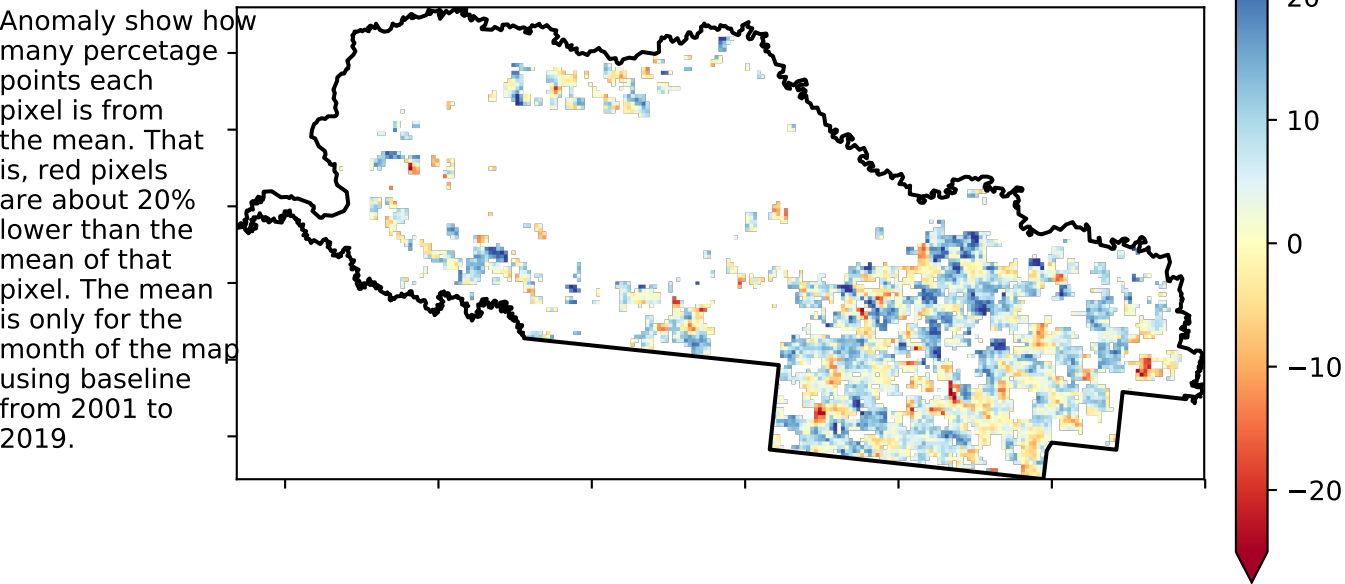 Anomaly show how
many percetage
points each
pixel is from
the mean. That
is, red pixels
are about 20%
lower than the
mean of that
pixel. The mean
is only for the
month of the map
using baseline
from 2001 to
2019.
20
10
0
−10
−20